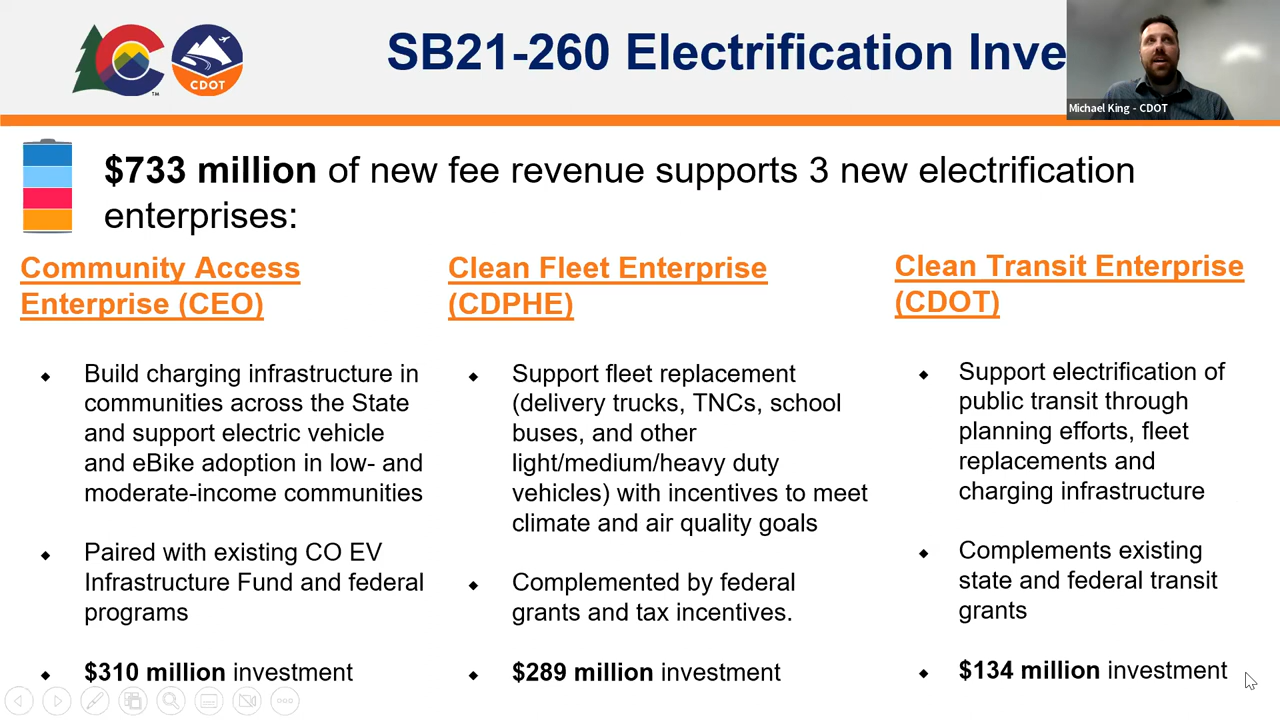 SB21-260 Electrification Inve
CDOT
TM
Michael King - CDOT
$733 million of new fee revenue supports 3 new electrification
enterprises:
Community Access
Enterprise (CEO)
Build charging infrastructure in
communities across the State
and support electric vehicle
and eBike adoption in low- and
moderate-income communities
Paired with existing CO EV
Infrastructure Fund and federal
programs
$310 million investment
Clean Fleet Enterprise
(CDPHE)
Support fleet replacement
(delivery trucks, TNCs, school
buses, and other
light/medium/heavy duty
vehicles) with incentives to meet
climate and air quality goals
Complemented by federal
grants and tax incentives.
$289 million investment
Clean Transit Enterprise
(CDOT)
Support electrification of
public transit through
planning efforts, fleet
replacements and
charging infrastructure
Complements existing
state and federal transit
grants
$134 million investment